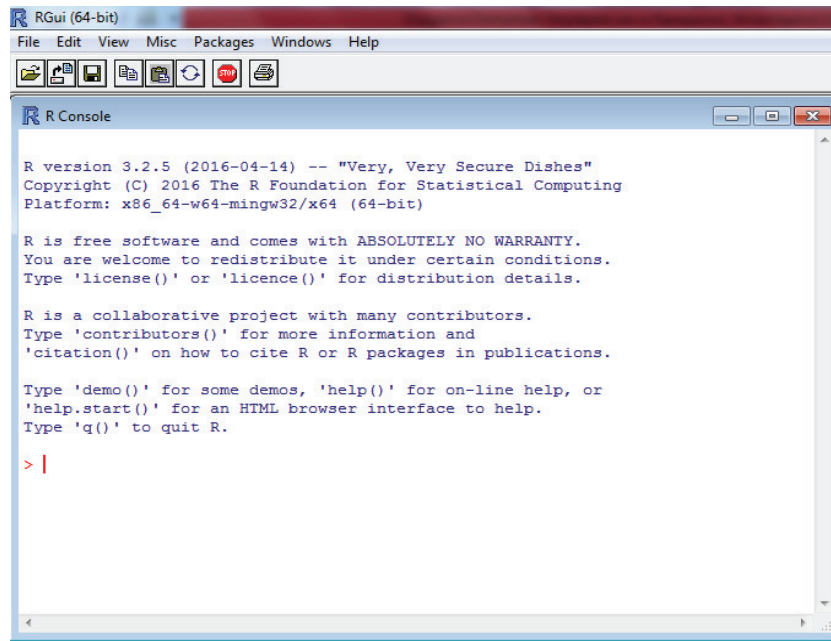 RGui (64-bit)
File Edit View Misc Packages Windows Help
STOP
R Console
R version 3.2.5 (2016-04-14) -- "Very, Very Secure Dishes"
Copyright (C) 2016 The R Foundation for Statistical Computing
Platform: x86_64-w64-mingw32/x64 (64-bit)
R is free software and comes with ABSOLUTELY NO WARRANTY.
You are welcome to redistribute it under certain conditions.
Type 'license()' or 'licence()' for distribution details.
R is a collaborative project with many contributors.
Type 'contributors()' for more information and
'citation()' on how to cite R or R packages in publications.
Type 'demo()' for some demos, 'help()' for on-line help, or
'help.start()' for an HTML browser interface to help.
Type 'q()' to quit R.
>